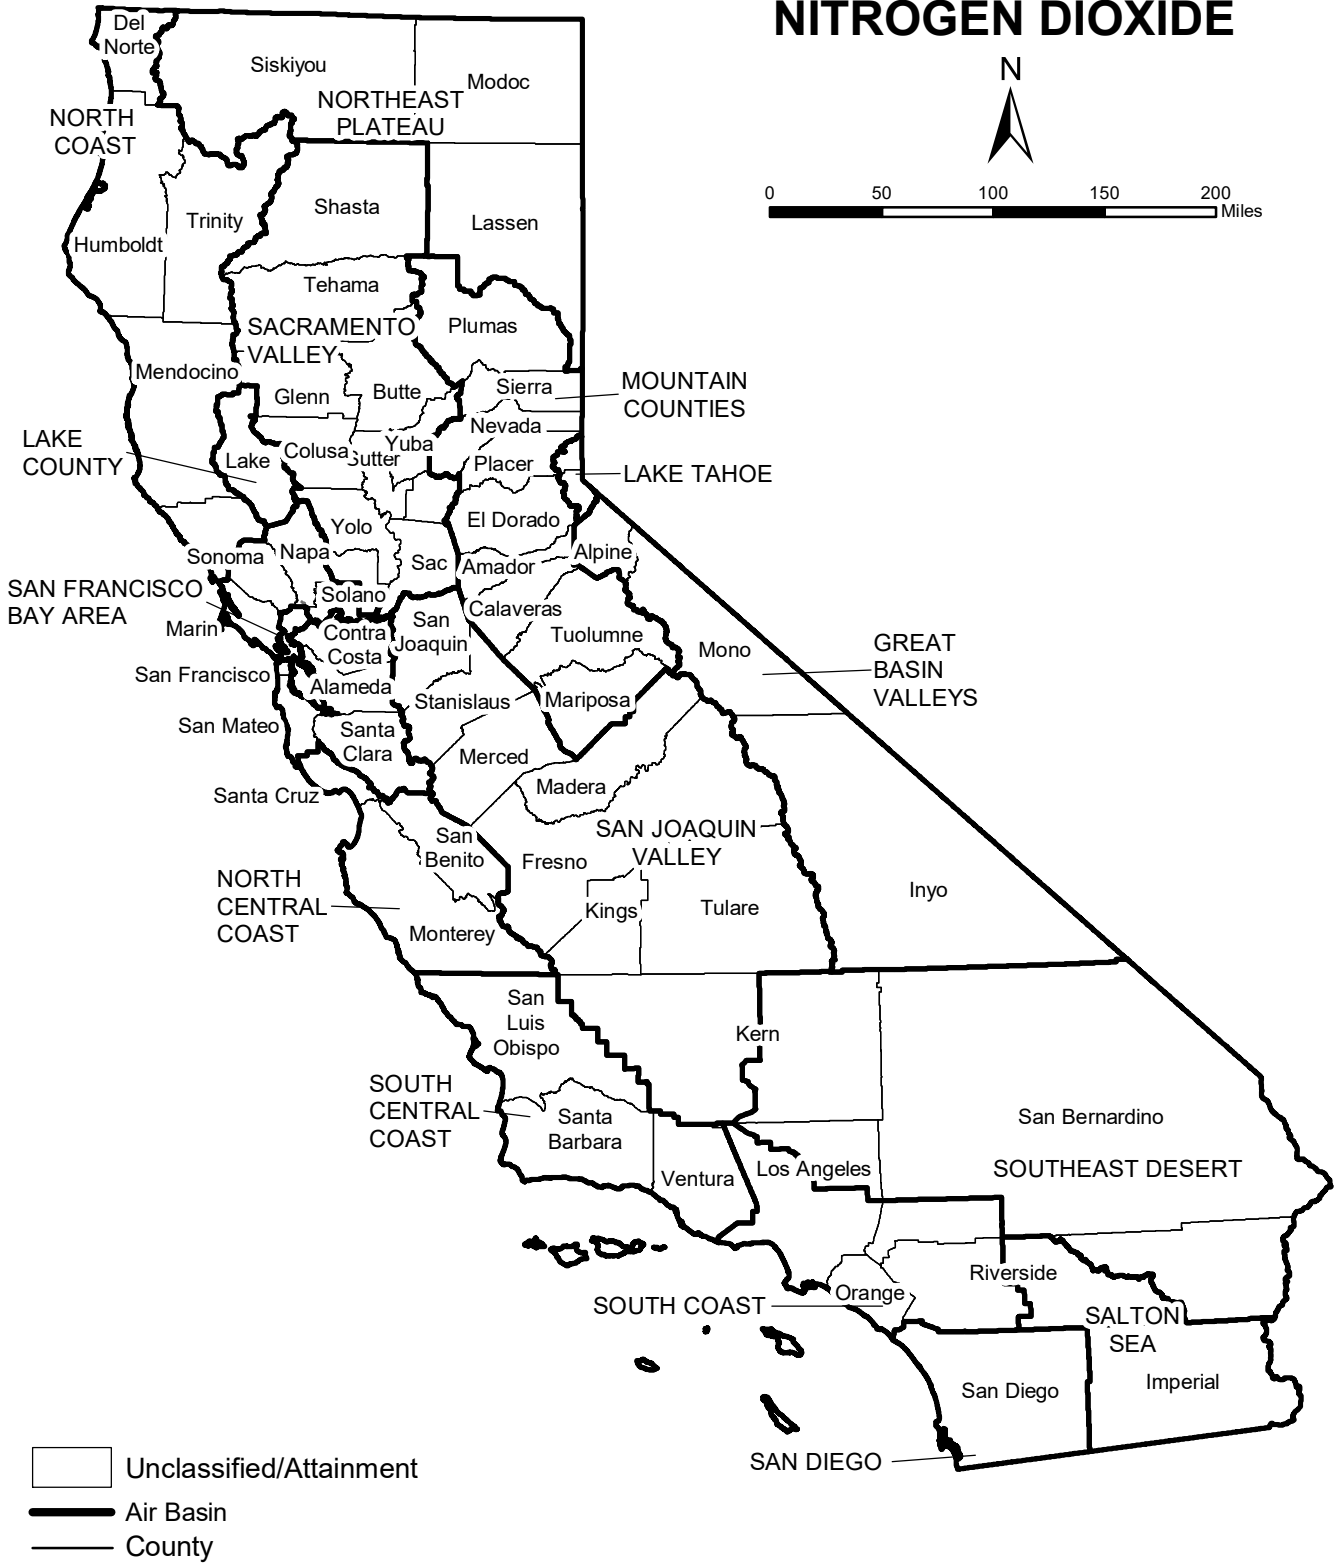 NITROGEN DIOXIDE
N
0 50 100 150 200
Miles
Del
Norte
Siskiyou
Modoc
NORTHEAST
PLATEAU
NORTH
COAST
Shasta
Trinity
Lassen
Humboldt
Tehama
SACRAMENTO
VALLEY
Plumas
Mendocino
Glenn
Butte
Sierra
MOUNTAIN
COUNTIES
Nevada
LAKE
COUNTY
Lake
Colusa
Sutter
Yuba
Placer
LAKE TAHOE
Yolo
El Dorado
Sonoma
Napa
Sac
Amador
Alpine
SAN FRANCISCO
BAY AREA
Solano
Marin
Contra
Costa
San
Joaquin
Calaveras
Tuolumne
Mono
GREAT
BASIN
VALLEYS
San Francisco
Alameda
Stanislaus
Mariposa
San Mateo
Santa
Clara
Merced
Madera
Santa Cruz
San
Benito
SAN JOAQUIN
VALLEY
Fresno
NORTH
CENTRAL
COAST
Monterey
Kings
Tulare
Inyo
San
Luis
Obispo
Kern
SOUTH
CENTRAL
COAST
Santa
Barbara
Ventura
Los Angeles
San Bernardino
SOUTHEAST DESERT
Riverside
Orange
SOUTH COAST
SALTON
SEA
San Diego
Imperial
SAN DIEGO
Unclassified/Attainment
Air Basin
County